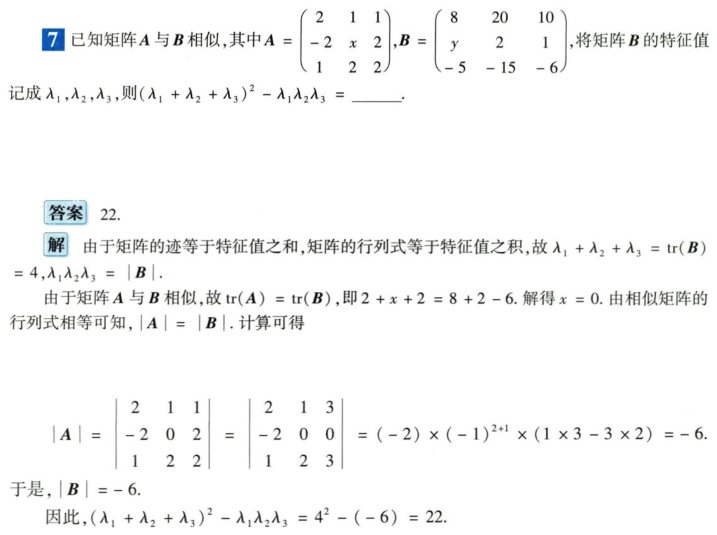 7 已知矩阵A与B相似,其中A = ( 2 1 1 ; -2 x 2 ; 1 2 2 ), B = ( 8 20 10 ; y 2 1 ; -5 -15 -6 ),将矩阵B的特征值
记成 λ₁,λ₂,λ₃,则(λ₁ + λ₂ + λ₃)² - λ₁λ₂λ₃ = ______.
答案 22.
解 由于矩阵的迹等于特征值之和,矩阵的行列式等于特征值之积,故 λ₁ + λ₂ + λ₃ = tr(B)
= 4,λ₁λ₂λ₃ = |B|.
由于矩阵A与B相似,故tr(A) = tr(B),即2 + x + 2 = 8 + 2 - 6. 解得x = 0. 由相似矩阵的
行列式相等可知,|A| = |B|. 计算可得
|A| = | 2 1 1 ; -2 0 2 ; 1 2 2 | = | 2 1 3 ; -2 0 0 ; 1 2 3 | = (-2) × (-1)²⁺¹ × (1 × 3 - 3 × 2) = -6.
于是,|B| = -6.
因此,(λ₁ + λ₂ + λ₃)² - λ₁λ₂λ₃ = 4² - (-6) = 22.